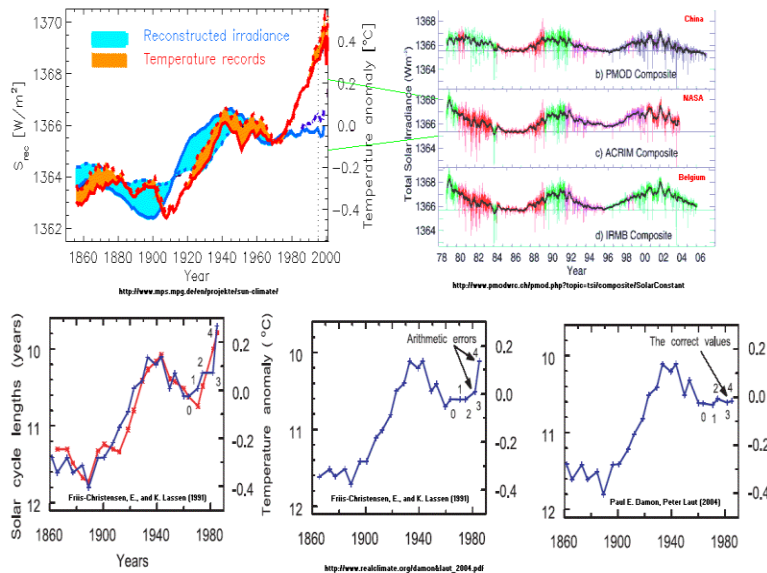 1370
1368
1366
1364
1362
S rec [W/m²]
Reconstructed irradiance
Temperature records
0.4
0.2
0.0
−0.2
−0.4
Temperature anomaly [°C]
1860 1880 1900 1920 1940 1960 1980 2000
Year
http://www.mps.mpg.de/en/projekte/sun-climate/
Total Solar Irradiance (Wm⁻²)
1368
1366
1364
China
b) PMOD Composite
1368
1366
1364
NASA
c) ACRIM Composite
1368
1366
1364
Belgium
d) IRMB Composite
78 80 82 84 86 88 90 92 94 96 98 00 02 04 06
Year
http://www.pmodwrc.ch/pmod.php?topic=tsi/composite/SolarConstant
Solar cycle lengths (years)
10
11
12
4
2
1
3
0
0,2
0,0
-0,2
-0,4
Friis-Christensen, E., and K. Lassen (1991)
1860 1900 1940 1980
Years
Temperature anomaly (°C)
10
11
12
Arithmetic errors
4
1 2
0 3
0,2
0,0
-0,2
-0,4
Friis-Christensen, E., and K. Lassen (1991)
1860 1900 1940 1980
10
11
12
The correct values
2 4
0 1 3
0,2
0,0
-0,2
-0,4
Paul E. Damon, Peter Laut (2004)
1860 1900 1940 1980
http://www.realclimate.org/damon&laut_2004.pdf